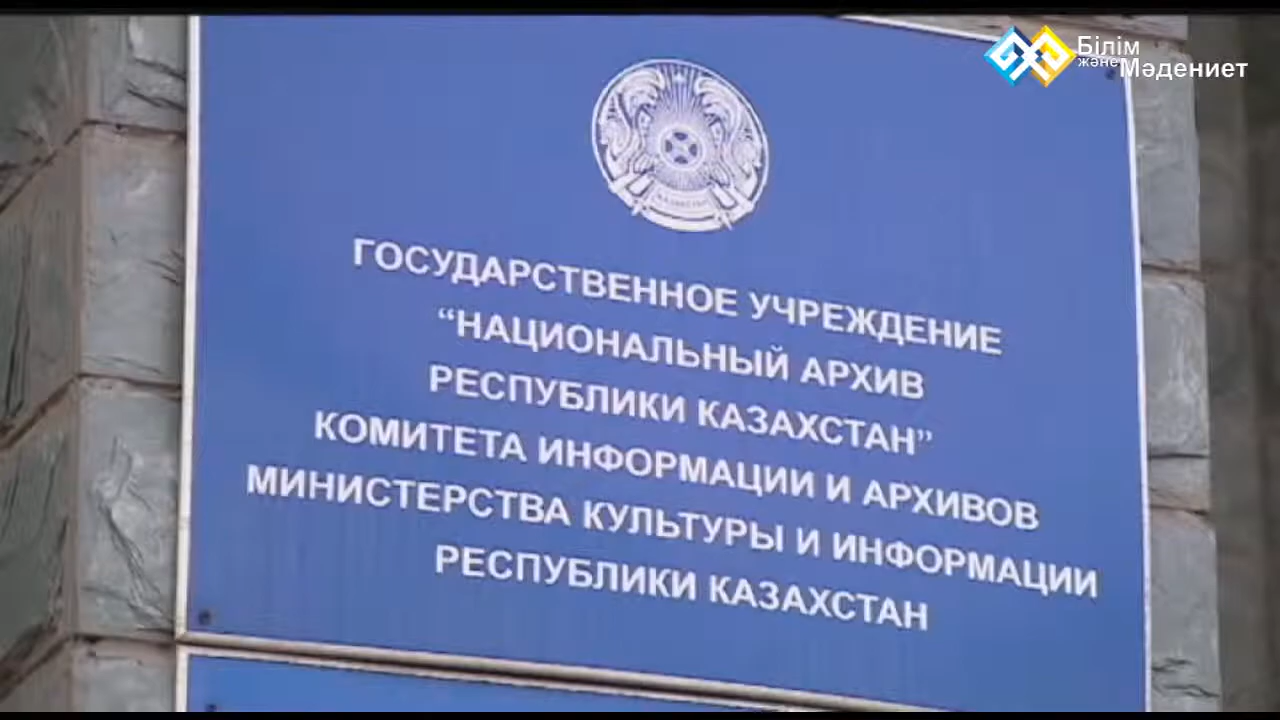 Білім
және
Мәдениет
ГОСУДАРСТВЕННОЕ УЧРЕЖДЕНИЕ
“НАЦИОНАЛЬНЫЙ АРХИВ
РЕСПУБЛИКИ КАЗАХСТАН”
КОМИТЕТА ИНФОРМАЦИИ И АРХИВОВ
МИНИСТЕРСТВА КУЛЬТУРЫ И ИНФОРМАЦИИ
РЕСПУБЛИКИ КАЗАХСТАН